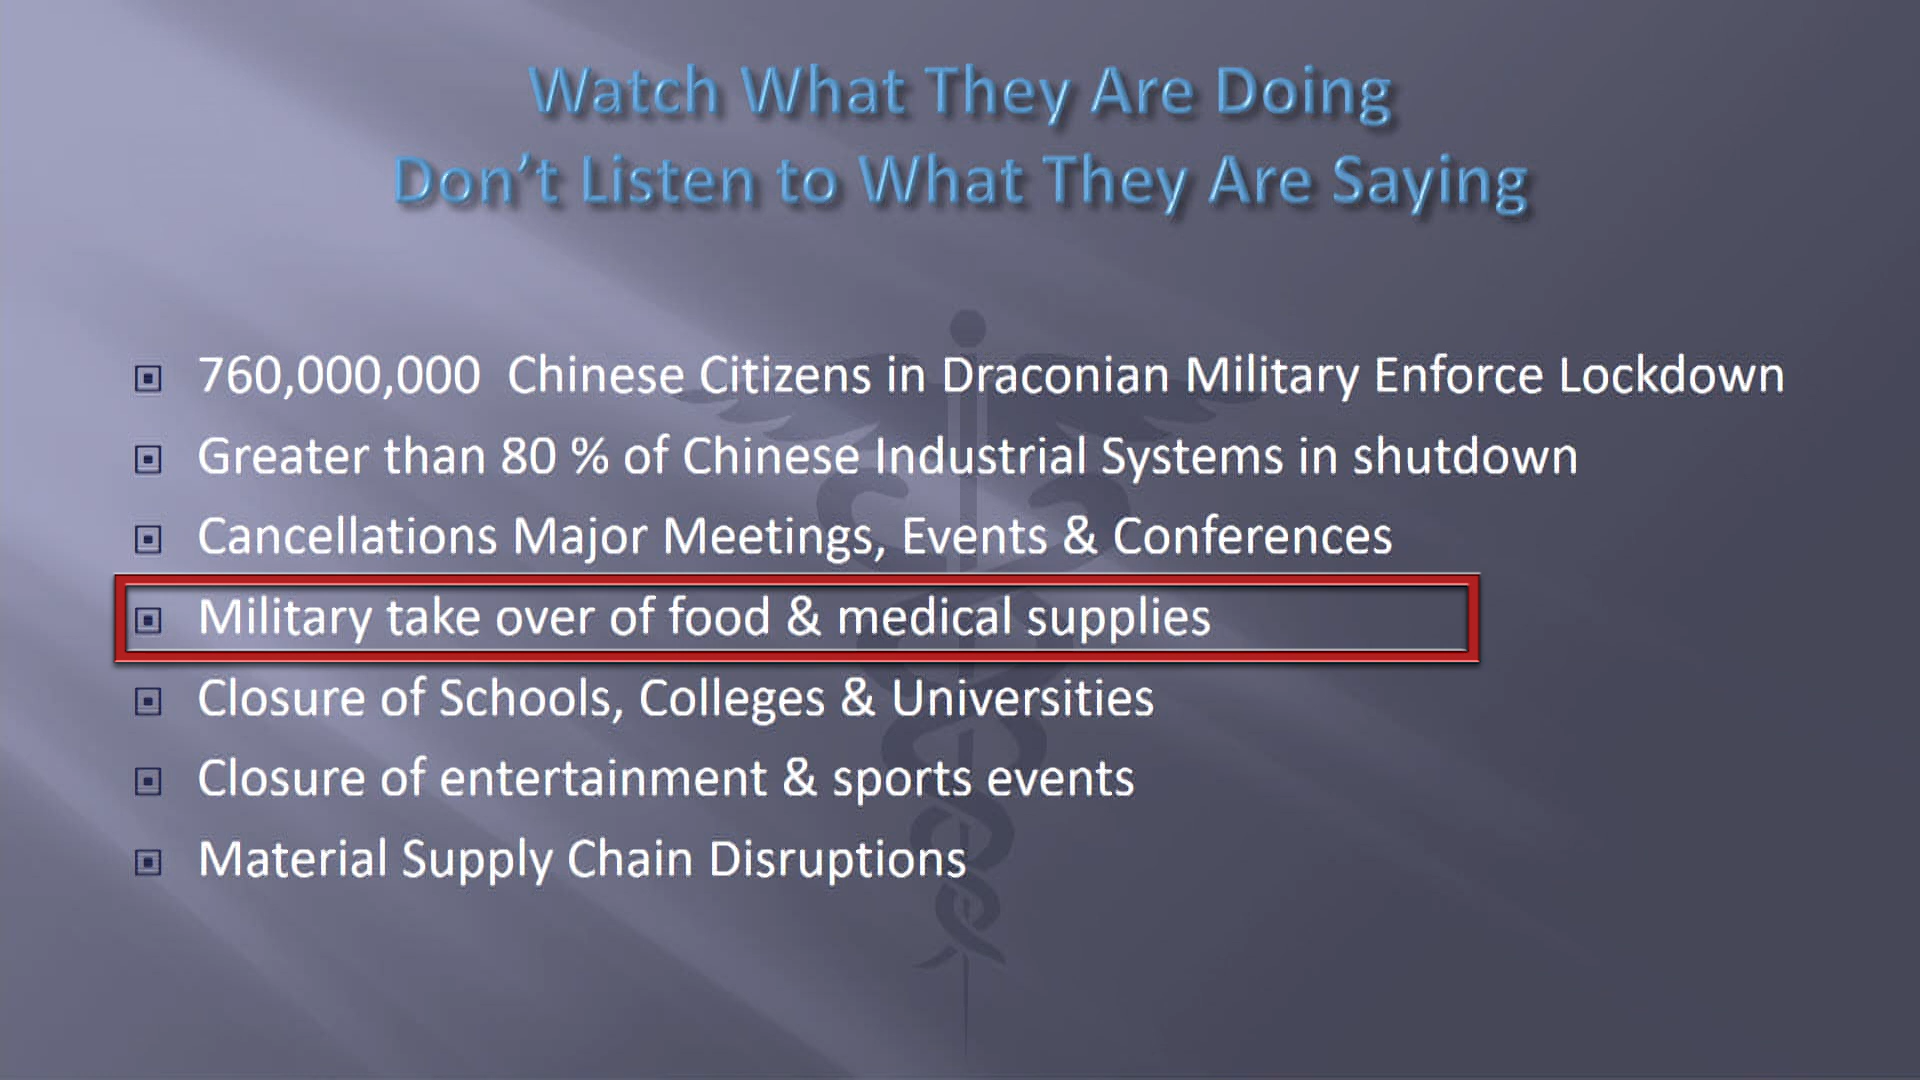 Watch What They Are Doing
Don’t Listen to What They Are Saying
760,000,000 Chinese Citizens in Draconian Military Enforce Lockdown
Greater than 80 % of Chinese Industrial Systems in shutdown
Cancellations Major Meetings, Events & Conferences
Military take over of food & medical supplies
Closure of Schools, Colleges & Universities
Closure of entertainment & sports events
Material Supply Chain Disruptions